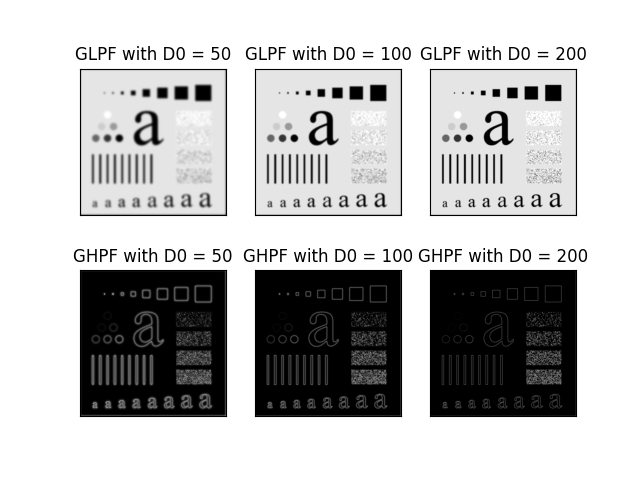 GLPF with D0 = 50 GLPF with D0 = 100 GLPF with D0 = 200
a a a
a a a a a a a a a a a a a a a a a a a a a a a a
GHPF with D0 = 50 GHPF with D0 = 100 GHPF with D0 = 200
a a a
a a a a a a a a a a a a a a a a a a a a a a a a